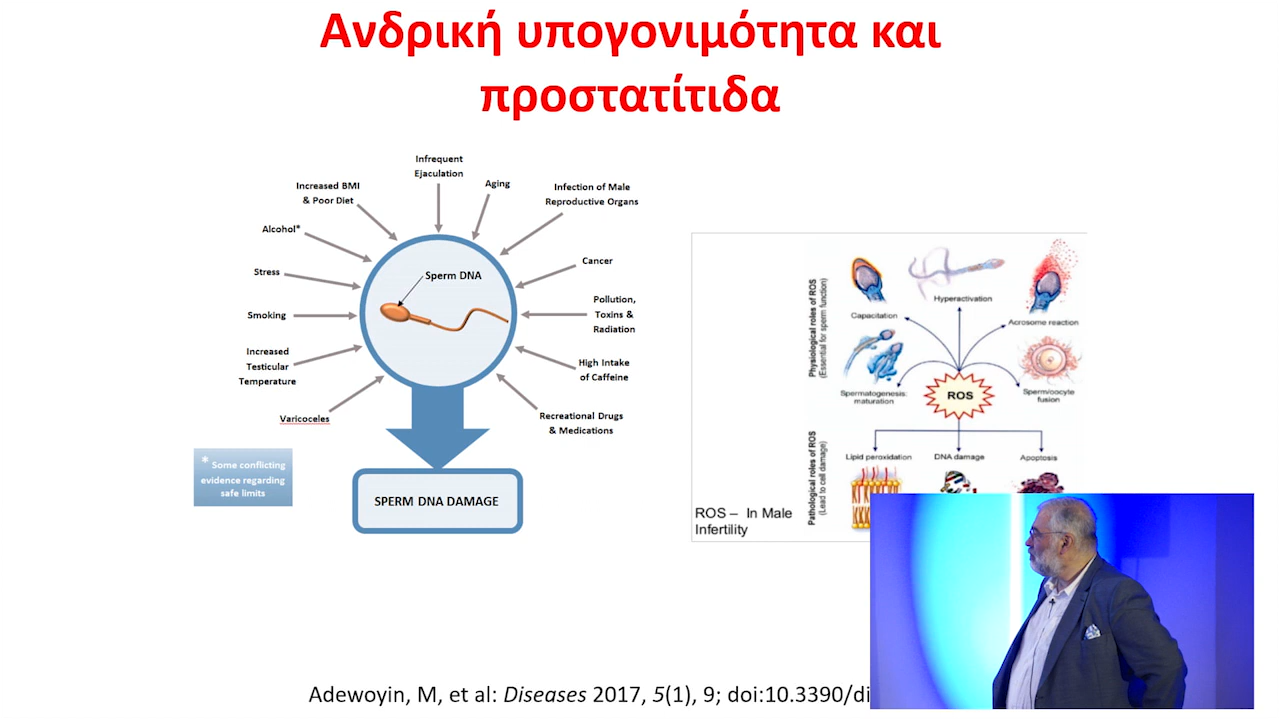 Ανδρική υπογονιμότητα και
προστατίτιδα
Infrequent
Ejaculation
Aging
Increased BMI
& Poor Diet
Infection of Male
Reproductive Organs
Alcohol*
Cancer
Stress
Sperm DNA
Pollution,
Toxins &
Radiation
Smoking
Increased
Testicular
Temperature
High Intake
of Caffeine
Varicoceles
Recreational Drugs
& Medications
* Some conflicting
evidence regarding
safe limits
SPERM DNA DAMAGE
Physiological roles of ROS
(Essential for sperm function)
Hyperactivation
Capacitation
Acrosome reaction
Spermatogenesis:
maturation
ROS
Sperm/oocyte
fusion
Pathological roles of ROS
(Lead to cell damage)
Lipid peroxidation
DNA damage
Apoptosis
ROS – In Male
Infertility
Adewoyin, M, et al: Diseases 2017, 5(1), 9; doi:10.3390/di